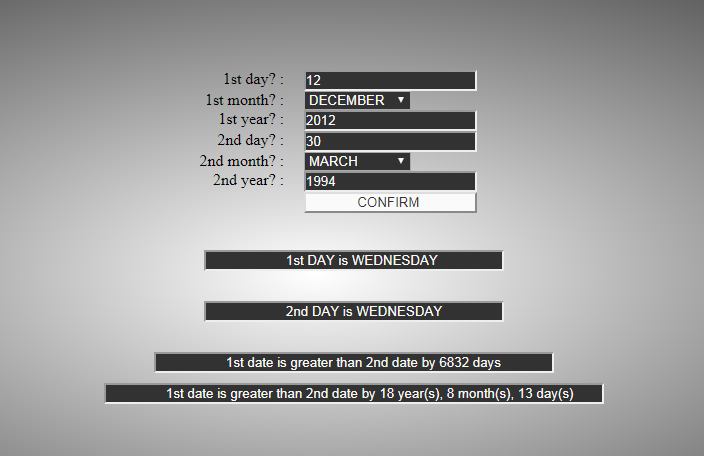 1st day? : 12
1st month? : DECEMBER
1st year? : 2012
2nd day? : 30
2nd month? : MARCH
2nd year? : 1994
CONFIRM
1st DAY is WEDNESDAY
2nd DAY is WEDNESDAY
1st date is greater than 2nd date by 6832 days
1st date is greater than 2nd date by 18 year(s), 8 month(s), 13 day(s)